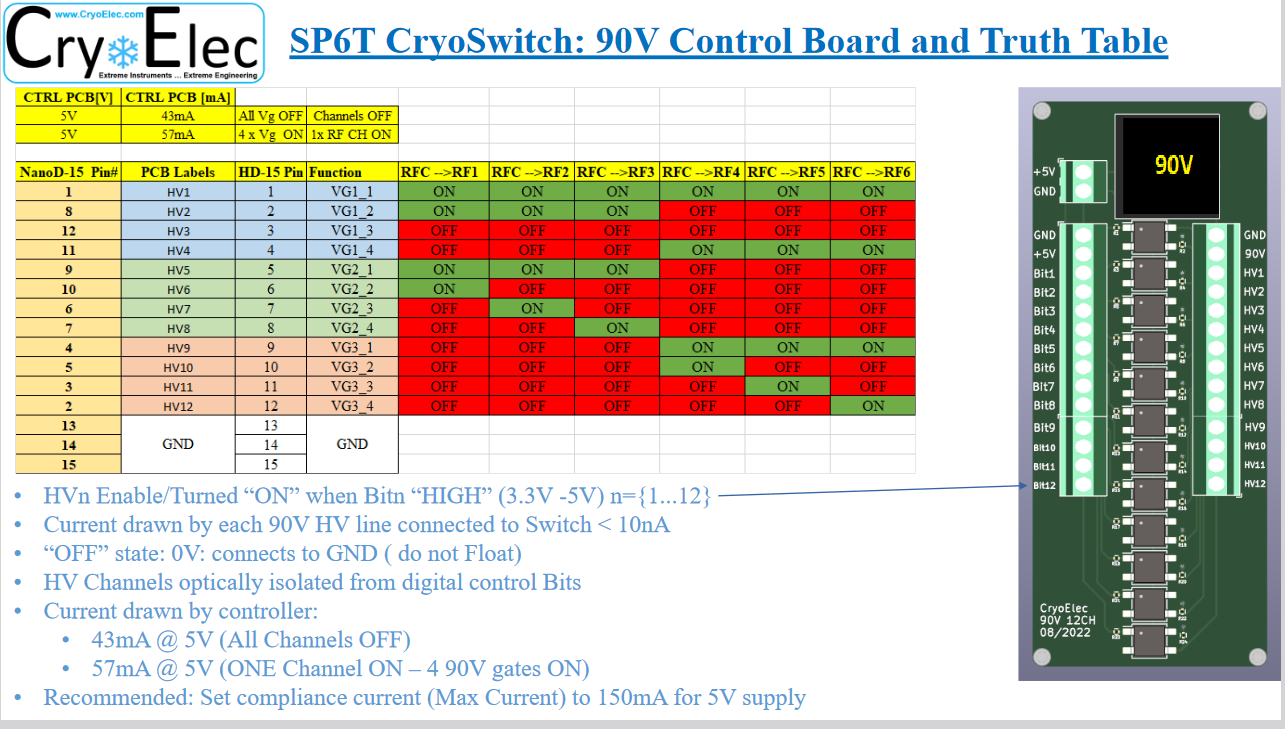 www.CryoElec.com
CryoElec
Extreme Instruments ... Extreme Engineering
SP6T CryoSwitch: 90V Control Board and Truth Table
CTRL PCB[V] CTRL PCB [mA]
5V 43mA All Vg OFF Channels OFF
5V 57mA 4 x Vg ON 1x RF CH ON
NanoD-15 Pin# PCB Labels HD-15 Pin Function RFC -->RF1 RFC -->RF2 RFC -->RF3 RFC -->RF4 RFC -->RF5 RFC -->RF6
1 HV1 1 VG1_1 ON ON ON ON ON ON
8 HV2 2 VG1_2 ON ON ON OFF OFF OFF
12 HV3 3 VG1_3 OFF OFF OFF OFF OFF OFF
11 HV4 4 VG1_4 OFF OFF OFF ON ON ON
9 HV5 5 VG2_1 ON ON ON OFF OFF OFF
10 HV6 6 VG2_2 ON OFF OFF OFF OFF OFF
6 HV7 7 VG2_3 OFF ON OFF OFF OFF OFF
7 HV8 8 VG2_4 OFF OFF ON OFF OFF OFF
4 HV9 9 VG3_1 OFF OFF OFF ON ON ON
5 HV10 10 VG3_2 OFF OFF OFF ON OFF OFF
3 HV11 11 VG3_3 OFF OFF OFF OFF ON OFF
2 HV12 12 VG3_4 OFF OFF OFF OFF OFF ON
13 13
14 GND 14 GND
15 15
• HVn Enable/Turned “ON” when Bitn “HIGH” (3.3V -5V) n={1...12}
• Current drawn by each 90V HV line connected to Switch < 10nA
• “OFF” state: 0V: connects to GND ( do not Float)
• HV Channels optically isolated from digital control Bits
• Current drawn by controller:
• 43mA @ 5V (All Channels OFF)
• 57mA @ 5V (ONE Channel ON – 4 90V gates ON)
• Recommended: Set compliance current (Max Current) to 150mA for 5V supply
90V
+5V
GND
GND GND
+5V 90V
Bit1 HV1
Bit2 HV2
Bit3 HV3
Bit4 HV4
Bit5 HV5
Bit6 HV6
Bit7 HV7
Bit8 HV8
Bit9 HV9
Bit10 HV10
Bit11 HV11
Bit12 HV12
CryoElec
90V 12CH
08/2022